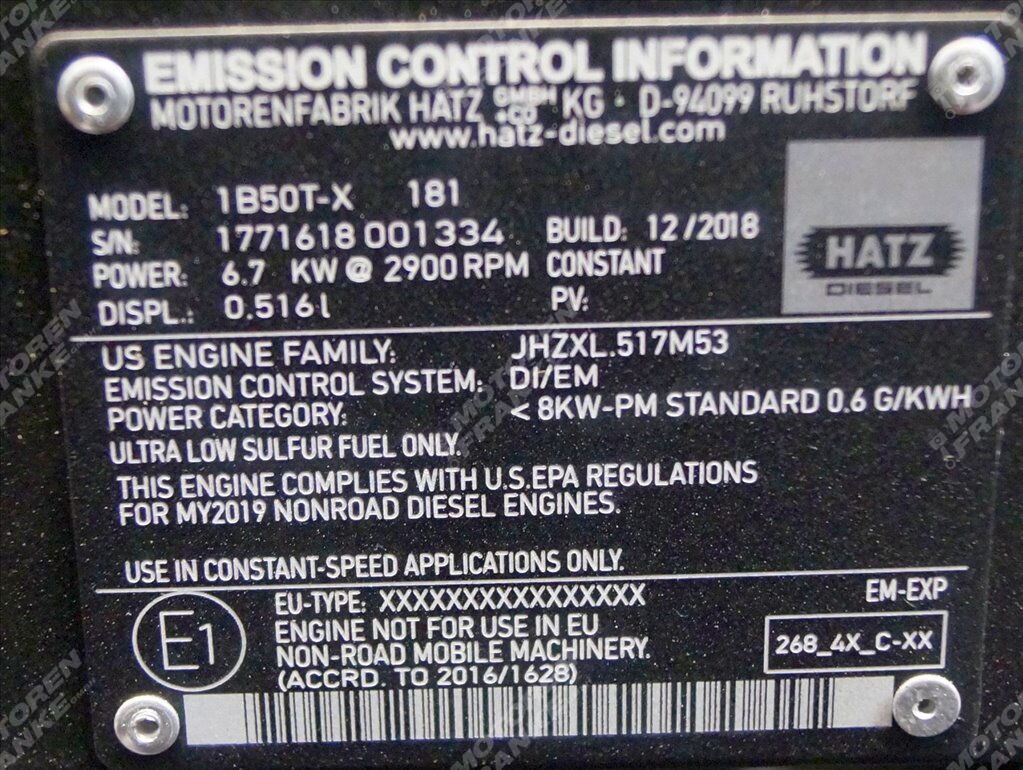 EMISSION CONTROL INFORMATION
MOTORENFABRIK HATZ GMBH +CO KG · D-94099 RUHSTORF
www.hatz-diesel.com
MODEL: 1B50T-X 181
S/N: 1771618 001334 BUILD: 12/2018
POWER: 6.7 KW @ 2900 RPM CONSTANT
DISPL.: 0.516 l PV:
HATZ
DIESEL
US ENGINE FAMILY: JHZXL.517M53
EMISSION CONTROL SYSTEM: DI/EM
POWER CATEGORY: < 8KW-PM STANDARD 0.6 G/KWH
ULTRA LOW SULFUR FUEL ONLY.
THIS ENGINE COMPLIES WITH U.S.EPA REGULATIONS
FOR MY2019 NONROAD DIESEL ENGINES.
USE IN CONSTANT-SPEED APPLICATIONS ONLY.
E1
EU-TYPE: XXXXXXXXXXXXXXXX EM-EXP
ENGINE NOT FOR USE IN EU
NON-ROAD MOBILE MACHINERY.
(ACCRD. TO 2016/1628)
268_4X_C-XX
MOTOREN
FRANKE